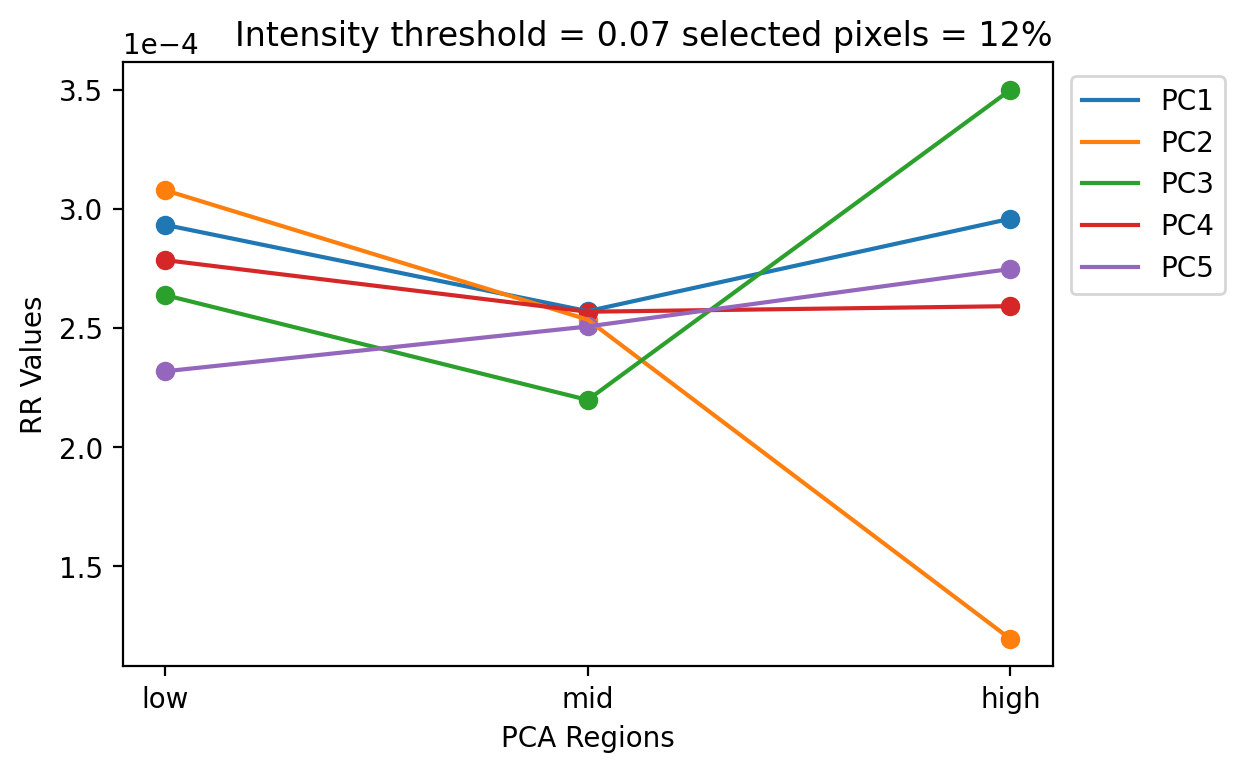 1e−4 Intensity threshold = 0.07 selected pixels = 12%
3.5
3.0
2.5
2.0
1.5
RR Values
low mid high
PCA Regions
PC1
PC2
PC3
PC4
PC5